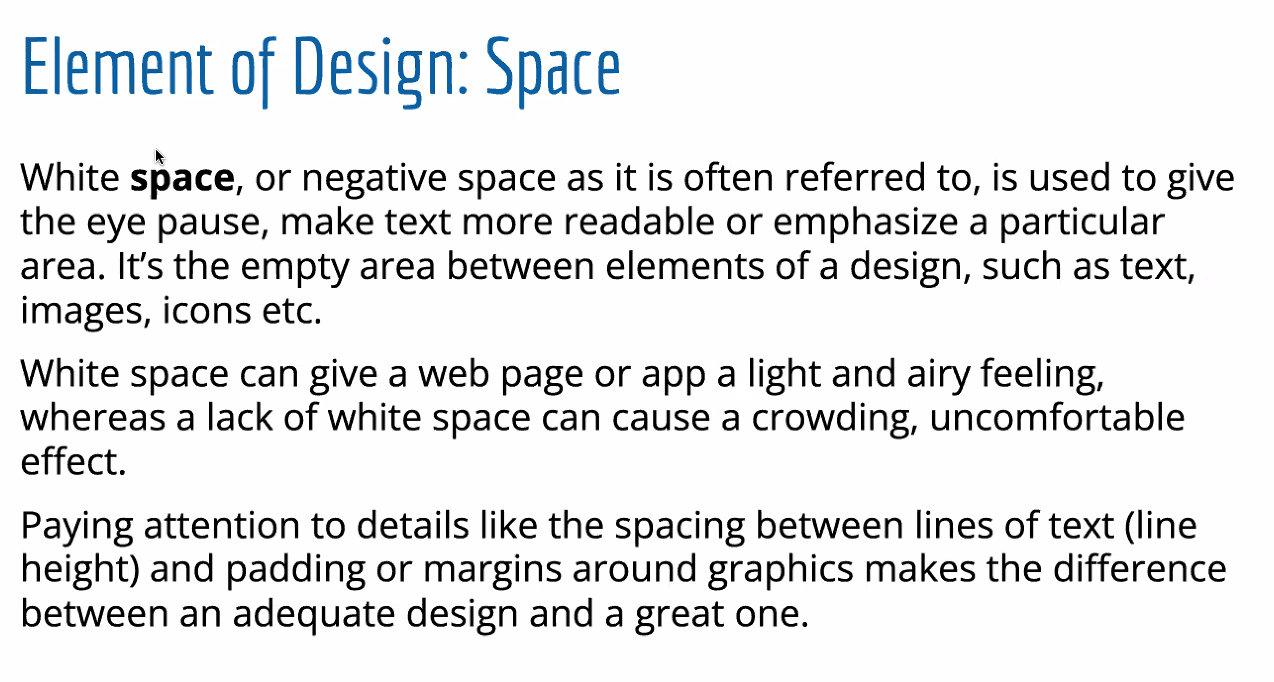 Element of Design: Space
White space, or negative space as it is often referred to, is used to give
the eye pause, make text more readable or emphasize a particular
area. It’s the empty area between elements of a design, such as text,
images, icons etc.
White space can give a web page or app a light and airy feeling,
whereas a lack of white space can cause a crowding, uncomfortable
effect.
Paying attention to details like the spacing between lines of text (line
height) and padding or margins around graphics makes the difference
between an adequate design and a great one.